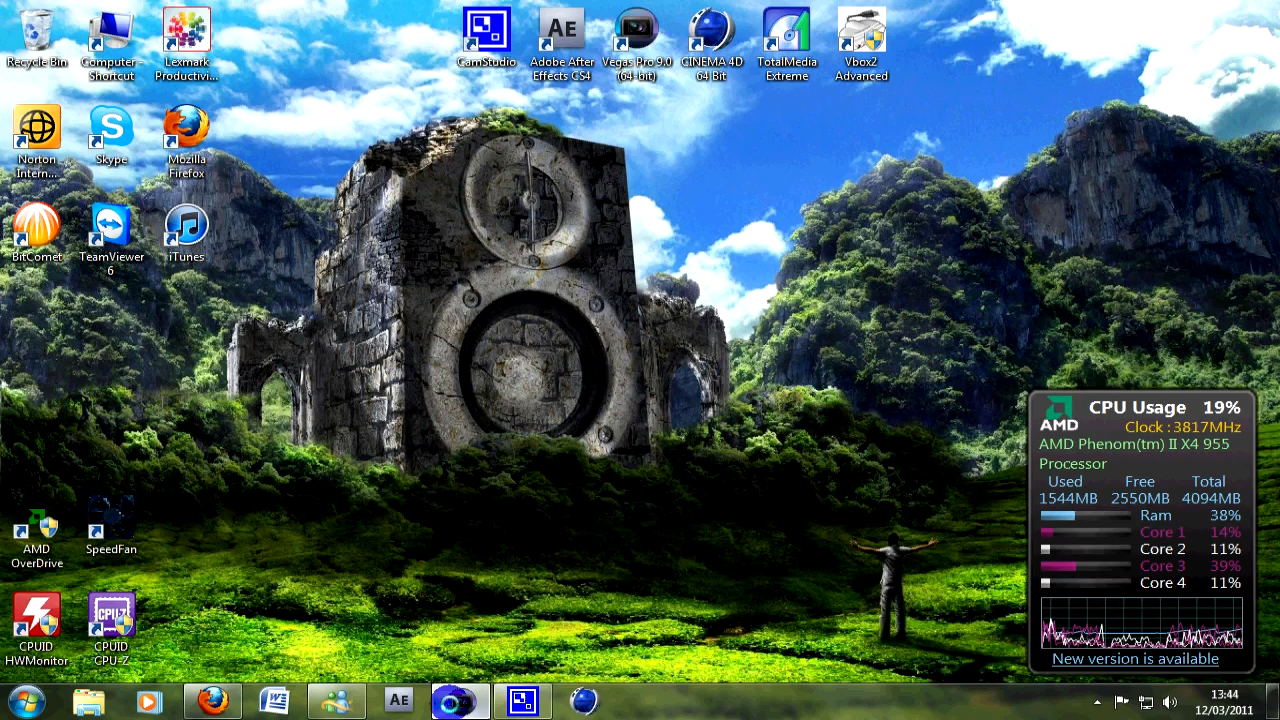 Recycle Bin
Computer - Shortcut
Lexmark Productivi...
CamStudio
Adobe After Effects CS4
Vegas Pro 9.0 (64-bit)
CINEMA 4D 64 Bit
TotalMedia Extreme
Vbox2 Advanced
AE
Norton Intern...
Skype
Mozilla Firefox
S
BitComet
TeamViewer 6
iTunes
AMD OverDrive
SpeedFan
CPUID HWMonitor
CPUID CPU-Z
CPU-Z
AMD
CPU Usage 19%
Clock : 3817MHz
AMD Phenom(tm) II X4 955
Processor
Used Free Total
1544MB 2550MB 4094MB
Ram 38%
Core 1 14%
Core 2 11%
Core 3 39%
Core 4 11%
New version is available
W
AE
13:44
12/03/2011